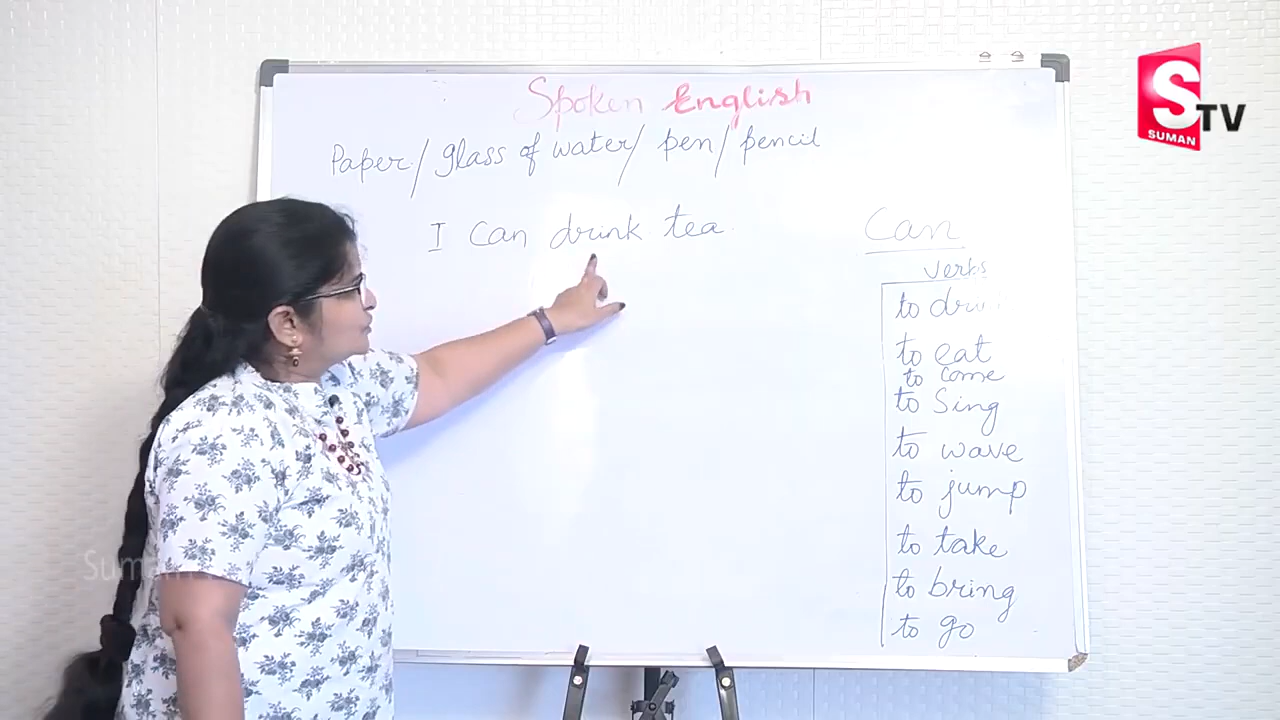 Spoken English
Paper/glass of water/ pen/pencil
I can drink tea.
Can
verbs
to eat
to come
to Sing
to wave
to jump
to take
to bring
to go
S TV
SUMAN
Suman